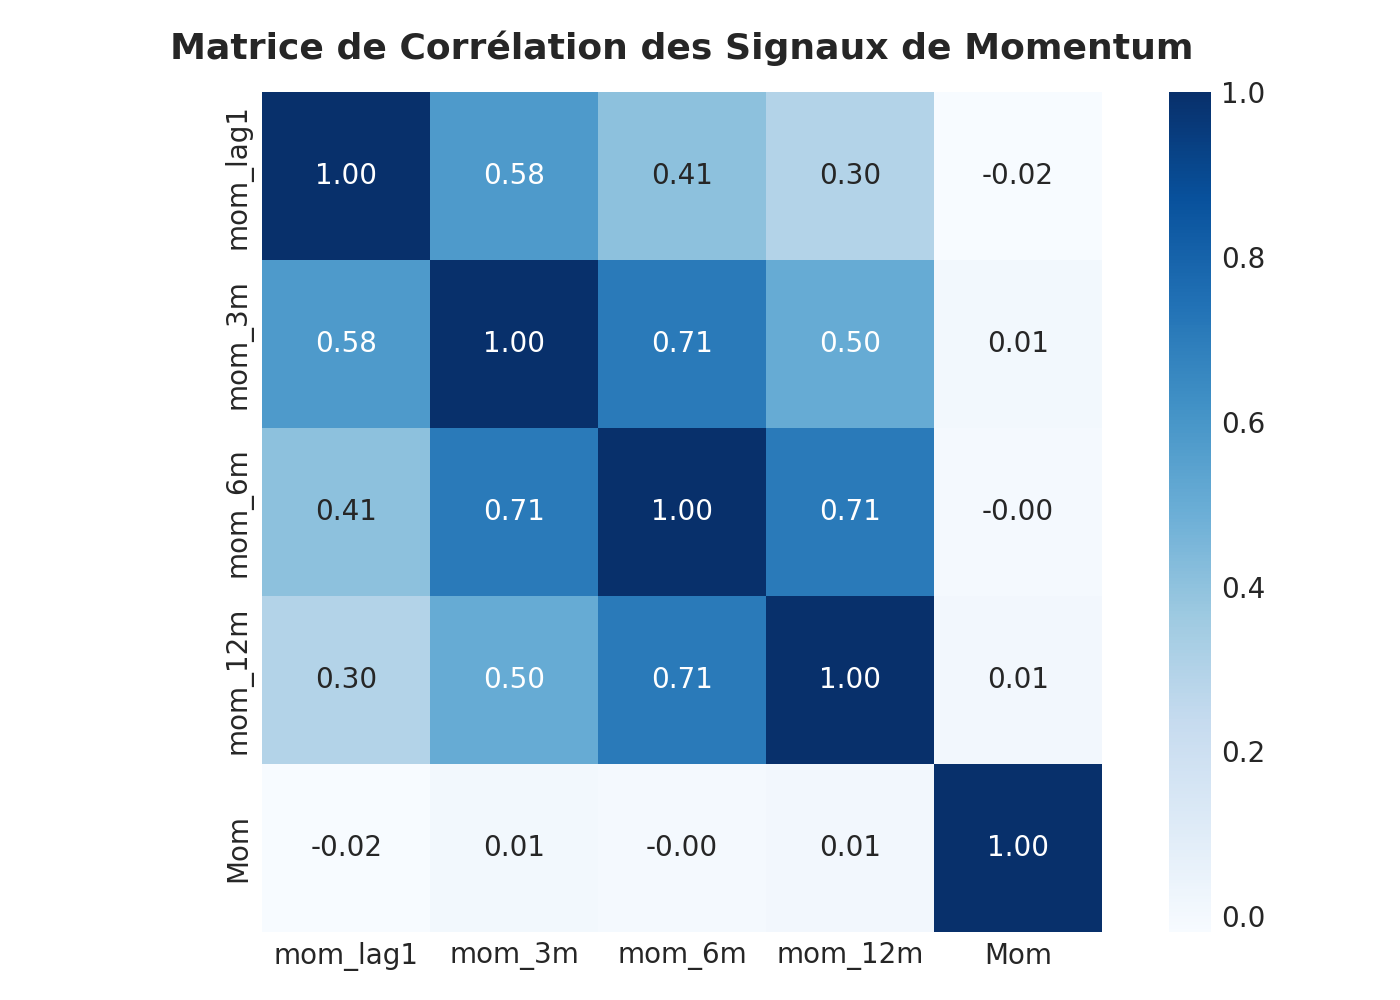 Matrice de Corrélation des Signaux de Momentum
mom_lag1 1.00 0.58 0.41 0.30 -0.02
mom_3m 0.58 1.00 0.71 0.50 0.01
mom_6m 0.41 0.71 1.00 0.71 -0.00
mom_12m 0.30 0.50 0.71 1.00 0.01
Mom -0.02 0.01 -0.00 0.01 1.00
mom_lag1 mom_3m mom_6m mom_12m Mom
1.0
0.8
0.6
0.4
0.2
0.0